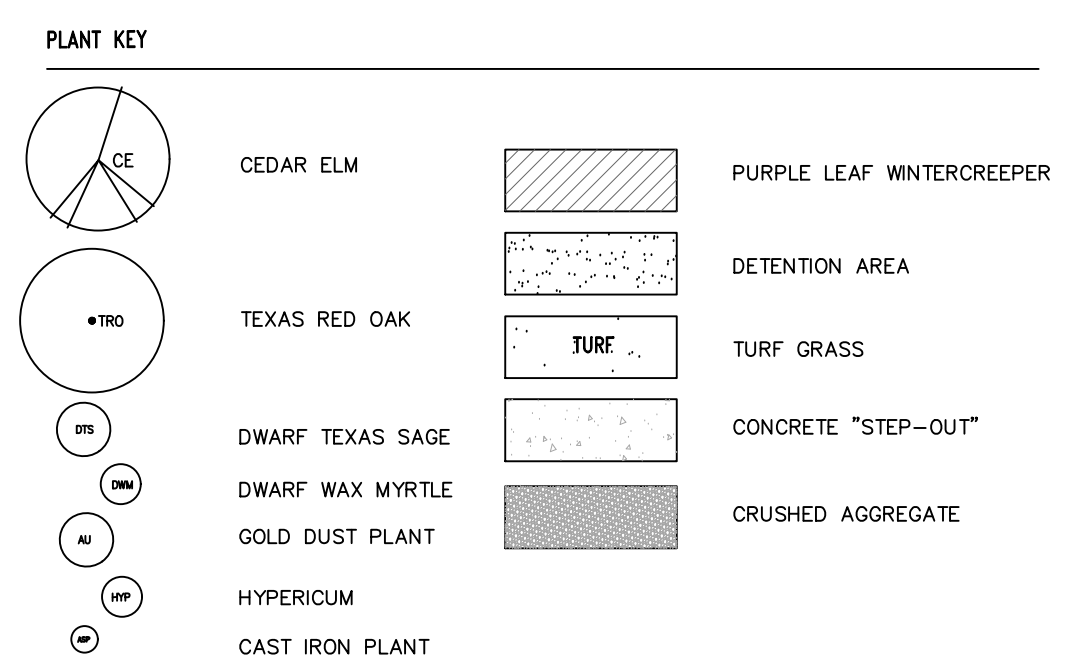 PLANT KEY
CE
CEDAR ELM
TRO
TEXAS RED OAK
DTS
DWARF TEXAS SAGE
DWM
DWARF WAX MYRTLE
AU
GOLD DUST PLANT
HYP
HYPERICUM
ASP
CAST IRON PLANT
PURPLE LEAF WINTERCREEPER
DETENTION AREA
TURF
TURF GRASS
CONCRETE "STEP-OUT"
CRUSHED AGGREGATE